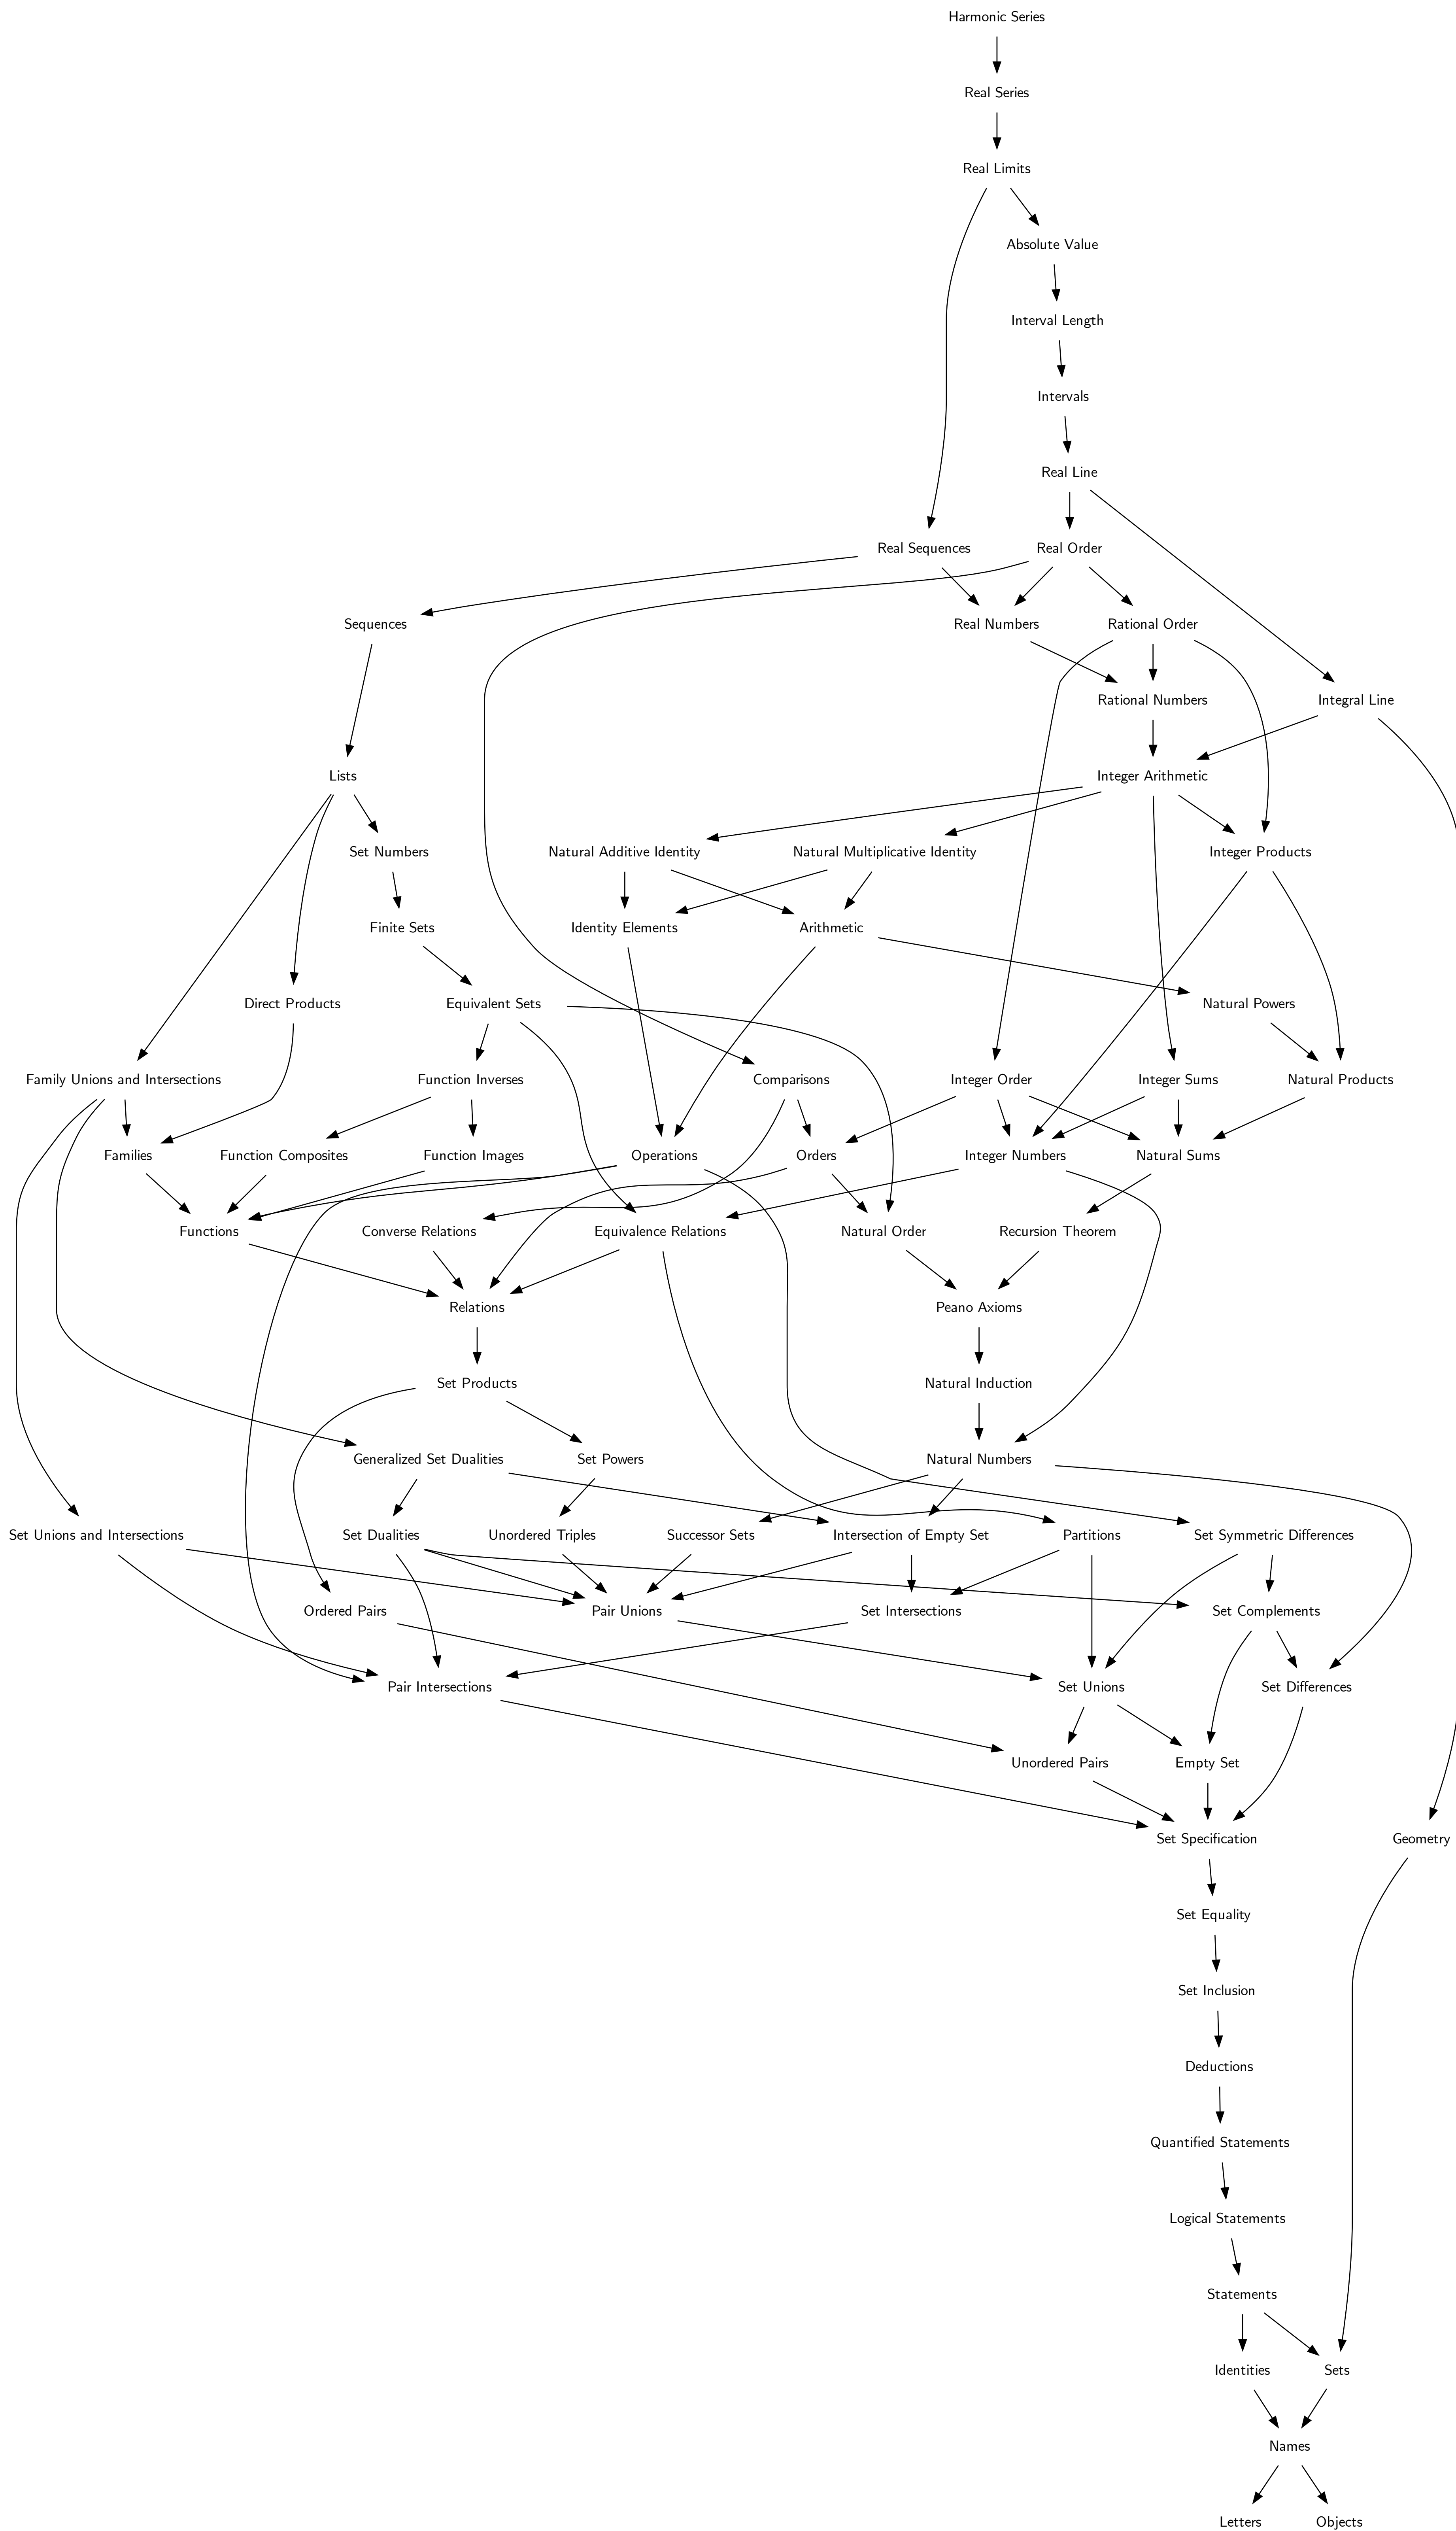 Harmonic Series
Real Series
Real Limits
Absolute Value
Interval Length
Intervals
Real Line
Real Sequences
Real Order
Sequences
Real Numbers
Rational Order
Rational Numbers
Integral Line
Lists
Integer Arithmetic
Set Numbers
Natural Additive Identity
Natural Multiplicative Identity
Integer Products
Finite Sets
Identity Elements
Arithmetic
Direct Products
Equivalent Sets
Natural Powers
Family Unions and Intersections
Function Inverses
Comparisons
Integer Order
Integer Sums
Natural Products
Families
Function Composites
Function Images
Operations
Orders
Integer Numbers
Natural Sums
Functions
Converse Relations
Equivalence Relations
Natural Order
Recursion Theorem
Relations
Peano Axioms
Set Products
Natural Induction
Generalized Set Dualities
Set Powers
Natural Numbers
Set Unions and Intersections
Set Dualities
Unordered Triples
Successor Sets
Intersection of Empty Set
Partitions
Set Symmetric Differences
Ordered Pairs
Pair Unions
Set Intersections
Set Complements
Pair Intersections
Set Unions
Set Differences
Unordered Pairs
Empty Set
Set Specification
Geometry
Set Equality
Set Inclusion
Deductions
Quantified Statements
Logical Statements
Statements
Identities
Sets
Names
Letters
Objects